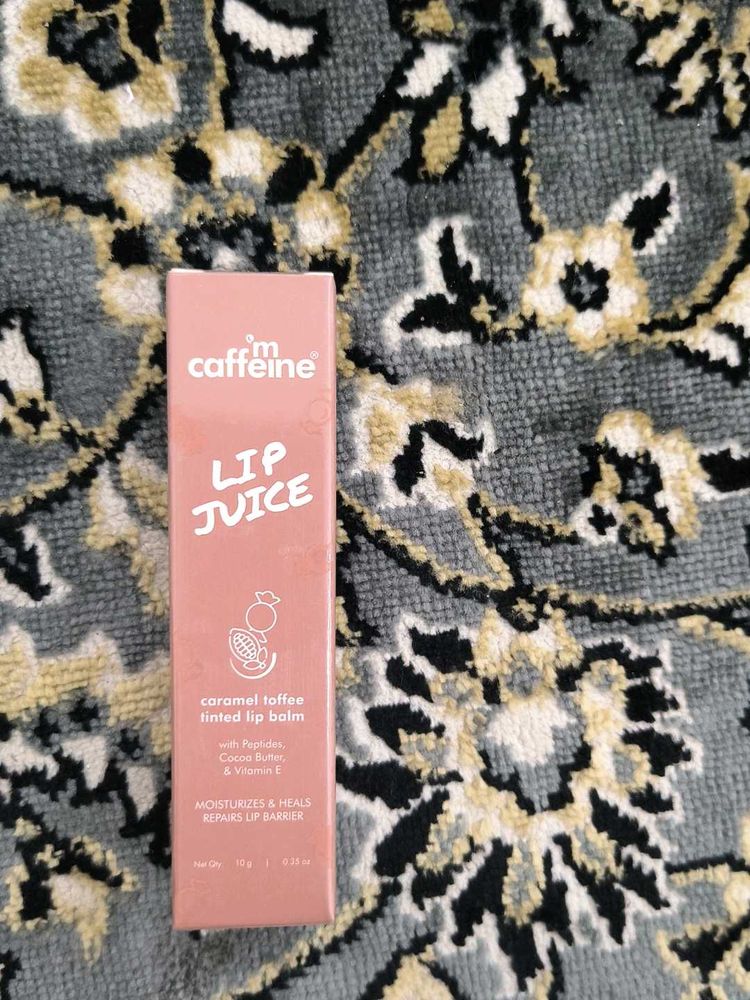 'm
caffeine®
LIP
JUICE
caramel toffee
tinted lip balm
with Peptides,
Cocoa Butter,
& Vitamin E
MOISTURIZES & HEALS
REPAIRS LIP BARRIER
Net Qty. 10 g | 0.35 oz